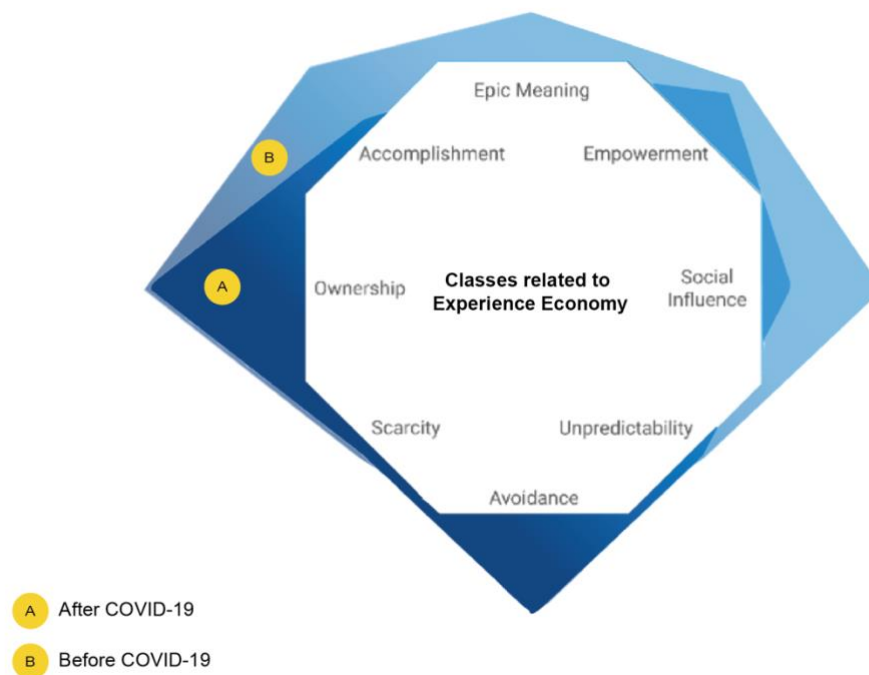 Epic Meaning
Accomplishment
Empowerment
B
Classes related to
Experience Economy
A
Ownership
Social
Influence
Scarcity
Unpredictability
Avoidance
A After COVID-19
B Before COVID-19